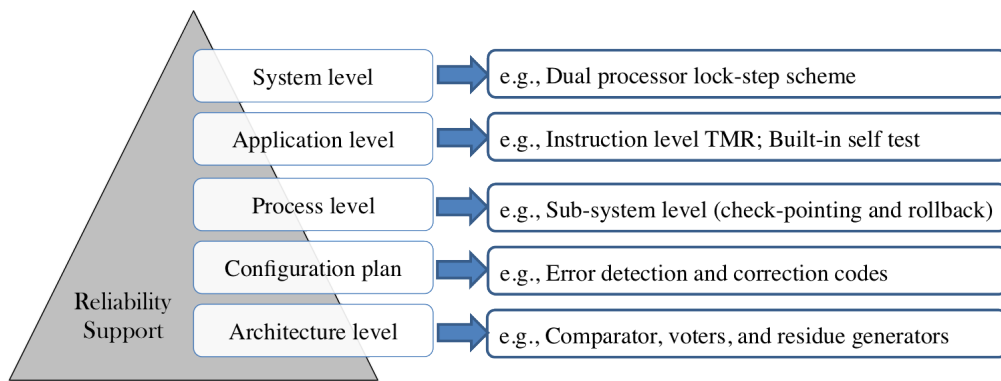 System level
e.g., Dual processor lock-step scheme
Application level
e.g., Instruction level TMR; Built-in self test
Process level
e.g., Sub-system level (check-pointing and rollback)
Configuration plan
e.g., Error detection and correction codes
Reliability
Support
Architecture level
e.g., Comparator, voters, and residue generators